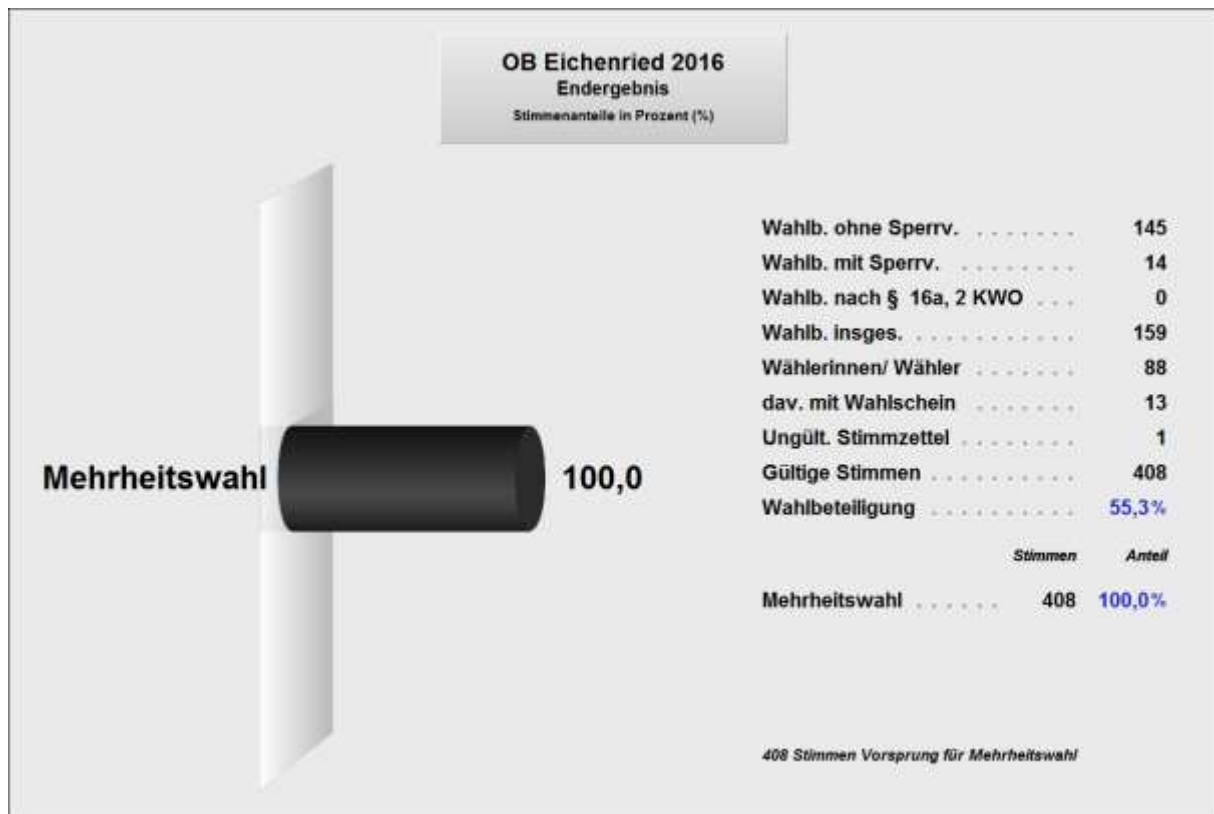 OB Eichenried 2016
Endergebnis
Stimmenanteile in Prozent (%)
Wahlb. ohne Sperrv. . . . . . . . 145
Wahlb. mit Sperrv. . . . . . . . . 14
Wahlb. nach § 16a, 2 KWO . . . 0
Wahlb. insges. . . . . . . . . . . . 159
Wählerinnen/ Wähler . . . . . . . 88
dav. mit Wahlschein . . . . . . . 13
Ungült. Stimmzettel . . . . . . . . 1
Gültige Stimmen . . . . . . . . . . 408
Wahlbeteiligung . . . . . . . . . . 55,3%
Mehrheitswahl 100,0
Stimmen Anteil
Mehrheitswahl . . . . . . 408 100,0%
408 Stimmen Vorsprung für Mehrheitswahl